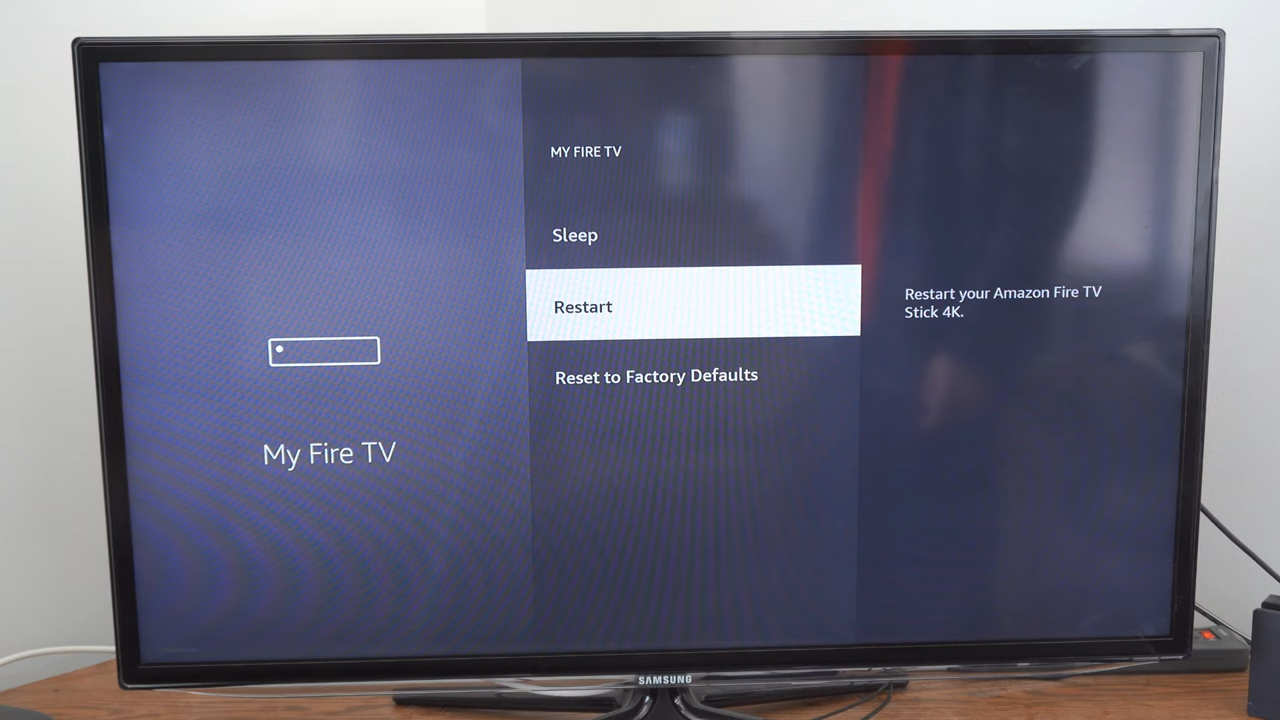 MY FIRE TV
Sleep
Restart
Reset to Factory Defaults
Restart your Amazon Fire TV
Stick 4K.
My Fire TV
SAMSUNG